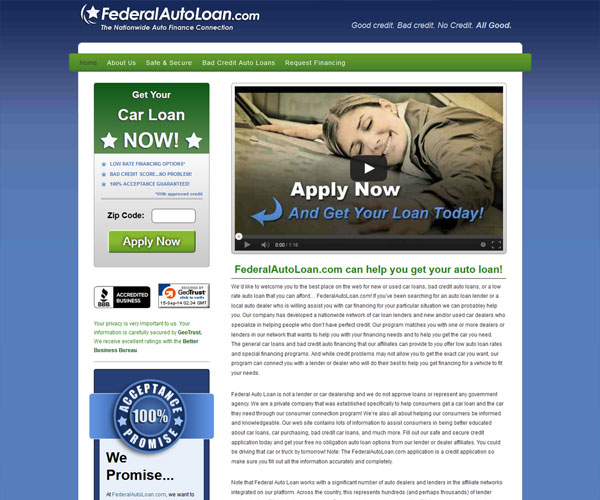 FederalAutoLoan.com
The Nationwide Auto Finance Connection
Good credit. Bad credit. No Credit. All Good.
Home About Us Safe & Secure Bad Credit Auto Loans Request Financing
Get Your
Car Loan
NOW!
LOW RATE FINANCING OPTIONS*
BAD CREDIT SCORE...NO PROBLEM!
100% ACCEPTANCE GUARANTEED!
*With approved credit
Zip Code:
Apply Now
BBB
ACCREDITED
BUSINESS
SECURED BY
GeoTrust
click to verify
15-Sep-14 02:04 GMT
Your privacy is very important to us. Your
information is carefully secured by GeoTrust.
We receive excellent ratings with the Better
Business Bureau
ACCEPTANCE
100%
PROMISE
We
Promise...
At FederalAutoLoan.com, we want to
Apply Now
And Get Your Loan Today!
0:00 / 1:16
FederalAutoLoan.com can help you get your auto loan!
We'd like to welcome you to the best place on the web for new or used car loans, bad credit auto loans, or a low
rate auto loan that you can afford... FederalAutoLoan.com! If you've been searching for an auto loan lender or a
local auto dealer who is willing assist you with car financing for your particular situation we can probabley help
you. Our company has developed a nationwide network of car loan lenders and new and/or used car dealers who
specialize in helping people who don't have perfect credit. Our program matches you with one or more dealers or
lenders in our network that wants to help you with your financing needs and to help you get the car you need.
The general car loans and bad credit auto financing that our affiliates can provide to you offer low auto loan rates
and special financing programs. And while credit problems may not allow you to get the exact car you want, our
program can connect you with a lender or dealer who will do their best to help you get financing for a vehicle to fit
your needs.
Federal Auto Loan is not a lender or car dealership and we do not approve loans or represent any government
agency. We are a private company that was established specifically to help consumers get a car loan and the car
they need through our consumer connection program! We're also all about helping our consumers be informed
and knowledgeable. Our web site contains lots of information to assist consumers in being better educated
about car loans, car purchasing, bad credit car loans, and much more. Fill out our safe and secure credit
application today and get your free no obligation auto loan options from our lender or dealer affiliates. You could
be driving that car or truck by tomorrow! Note: The FederalAutoLoan.com application is a credit application so
make sure you fill out all the information accurately and completely.
Note that Federal Auto Loan works with a significant number of auto dealers and lenders in the affiliate networks
integrated on our platform. Across the country, this represents hundreds (and perhaps thousands) of lender